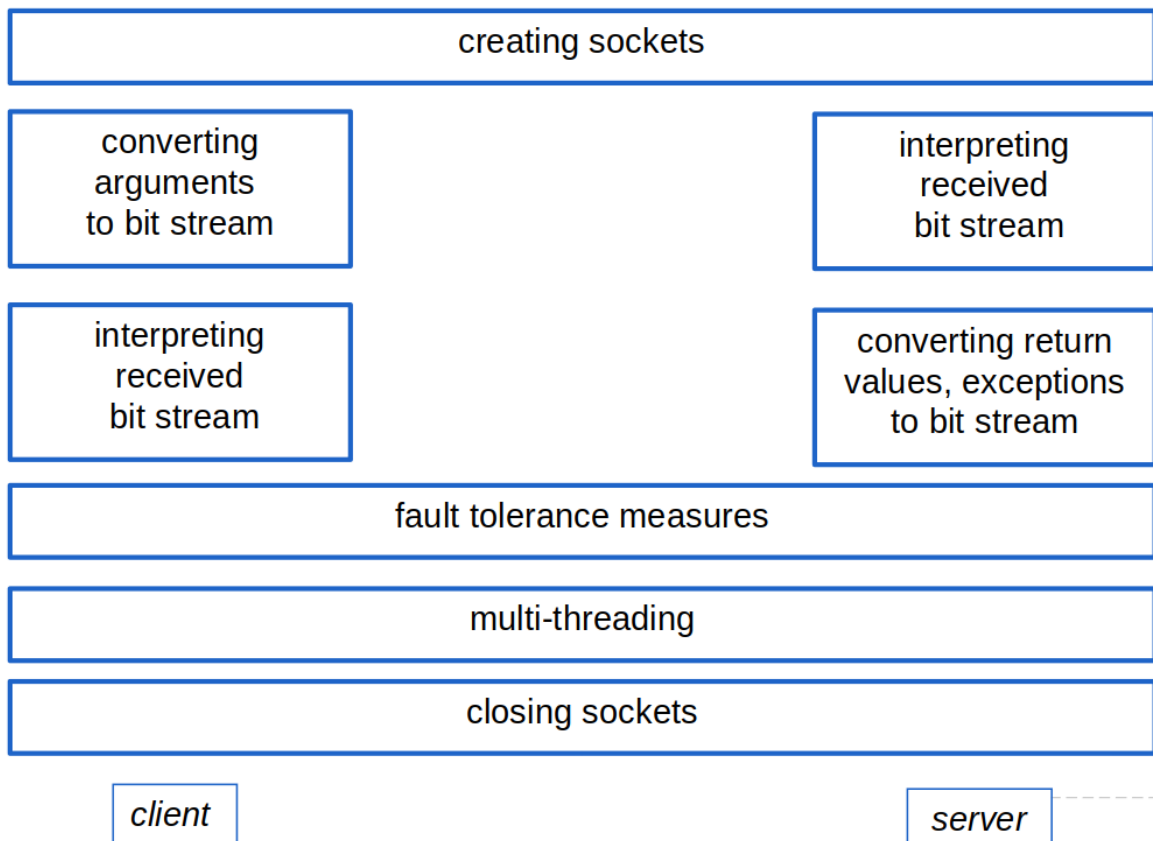 creating sockets
converting
arguments
to bit stream
interpreting
received
bit stream
interpreting
received
bit stream
converting return
values, exceptions
to bit stream
fault tolerance measures
multi-threading
closing sockets
client
server